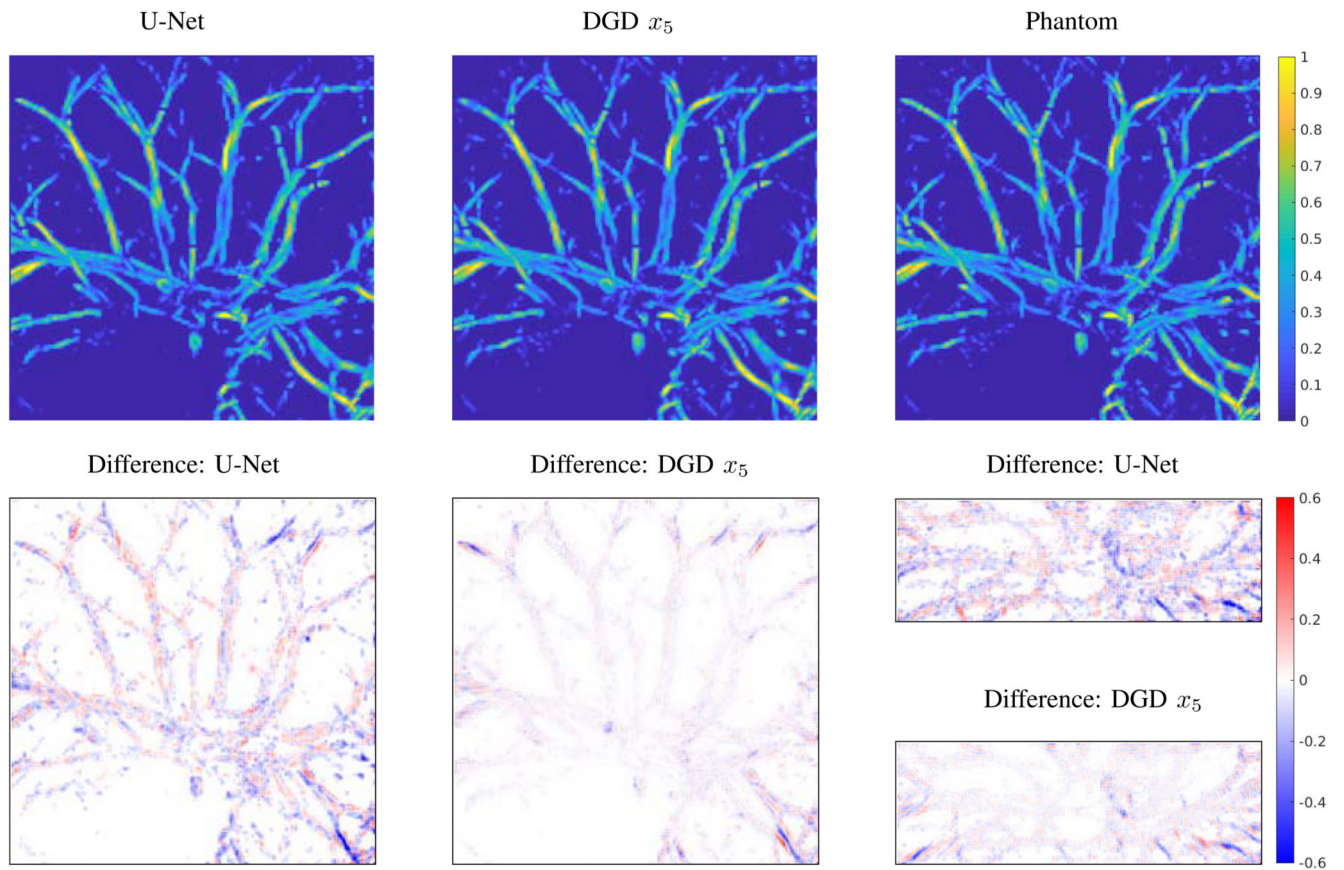 U-Net
DGD x₅
Phantom
1
0.9
0.8
0.7
0.6
0.5
0.4
0.3
0.2
0.1
0
Difference: U-Net
Difference: DGD x₅
Difference: U-Net
0.6
0.4
0.2
0
-0.2
-0.4
-0.6
Difference: DGD x₅